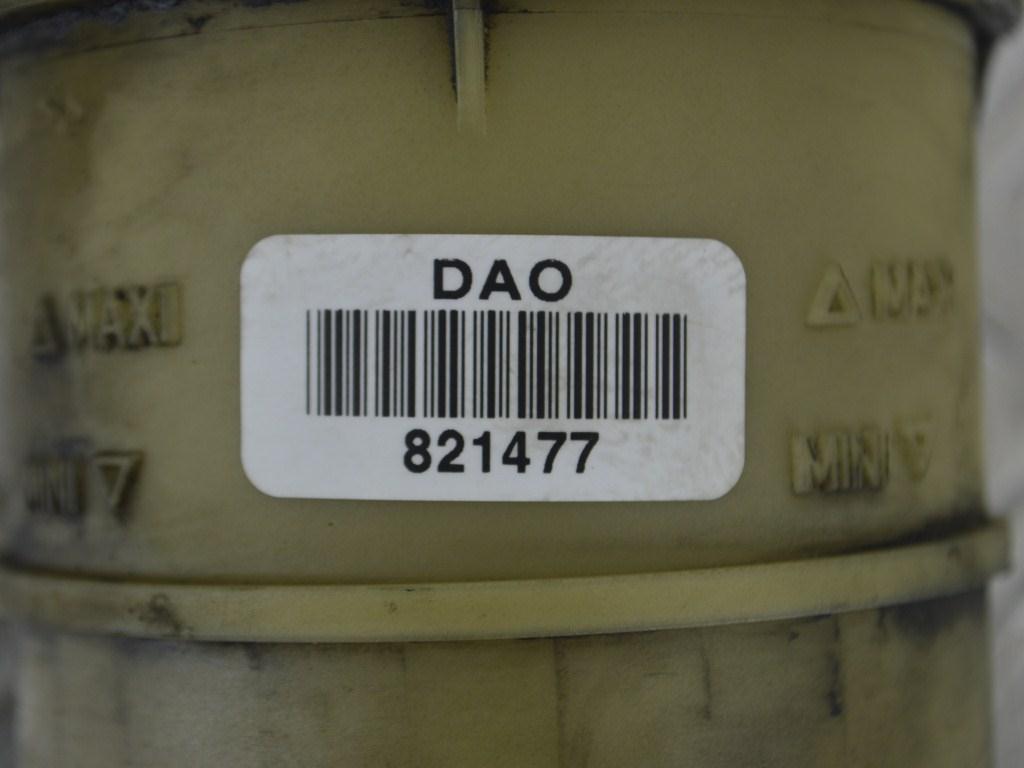 DAO
△ MAXI
△ MAXI
821477
MINI ▽
MINI ▽